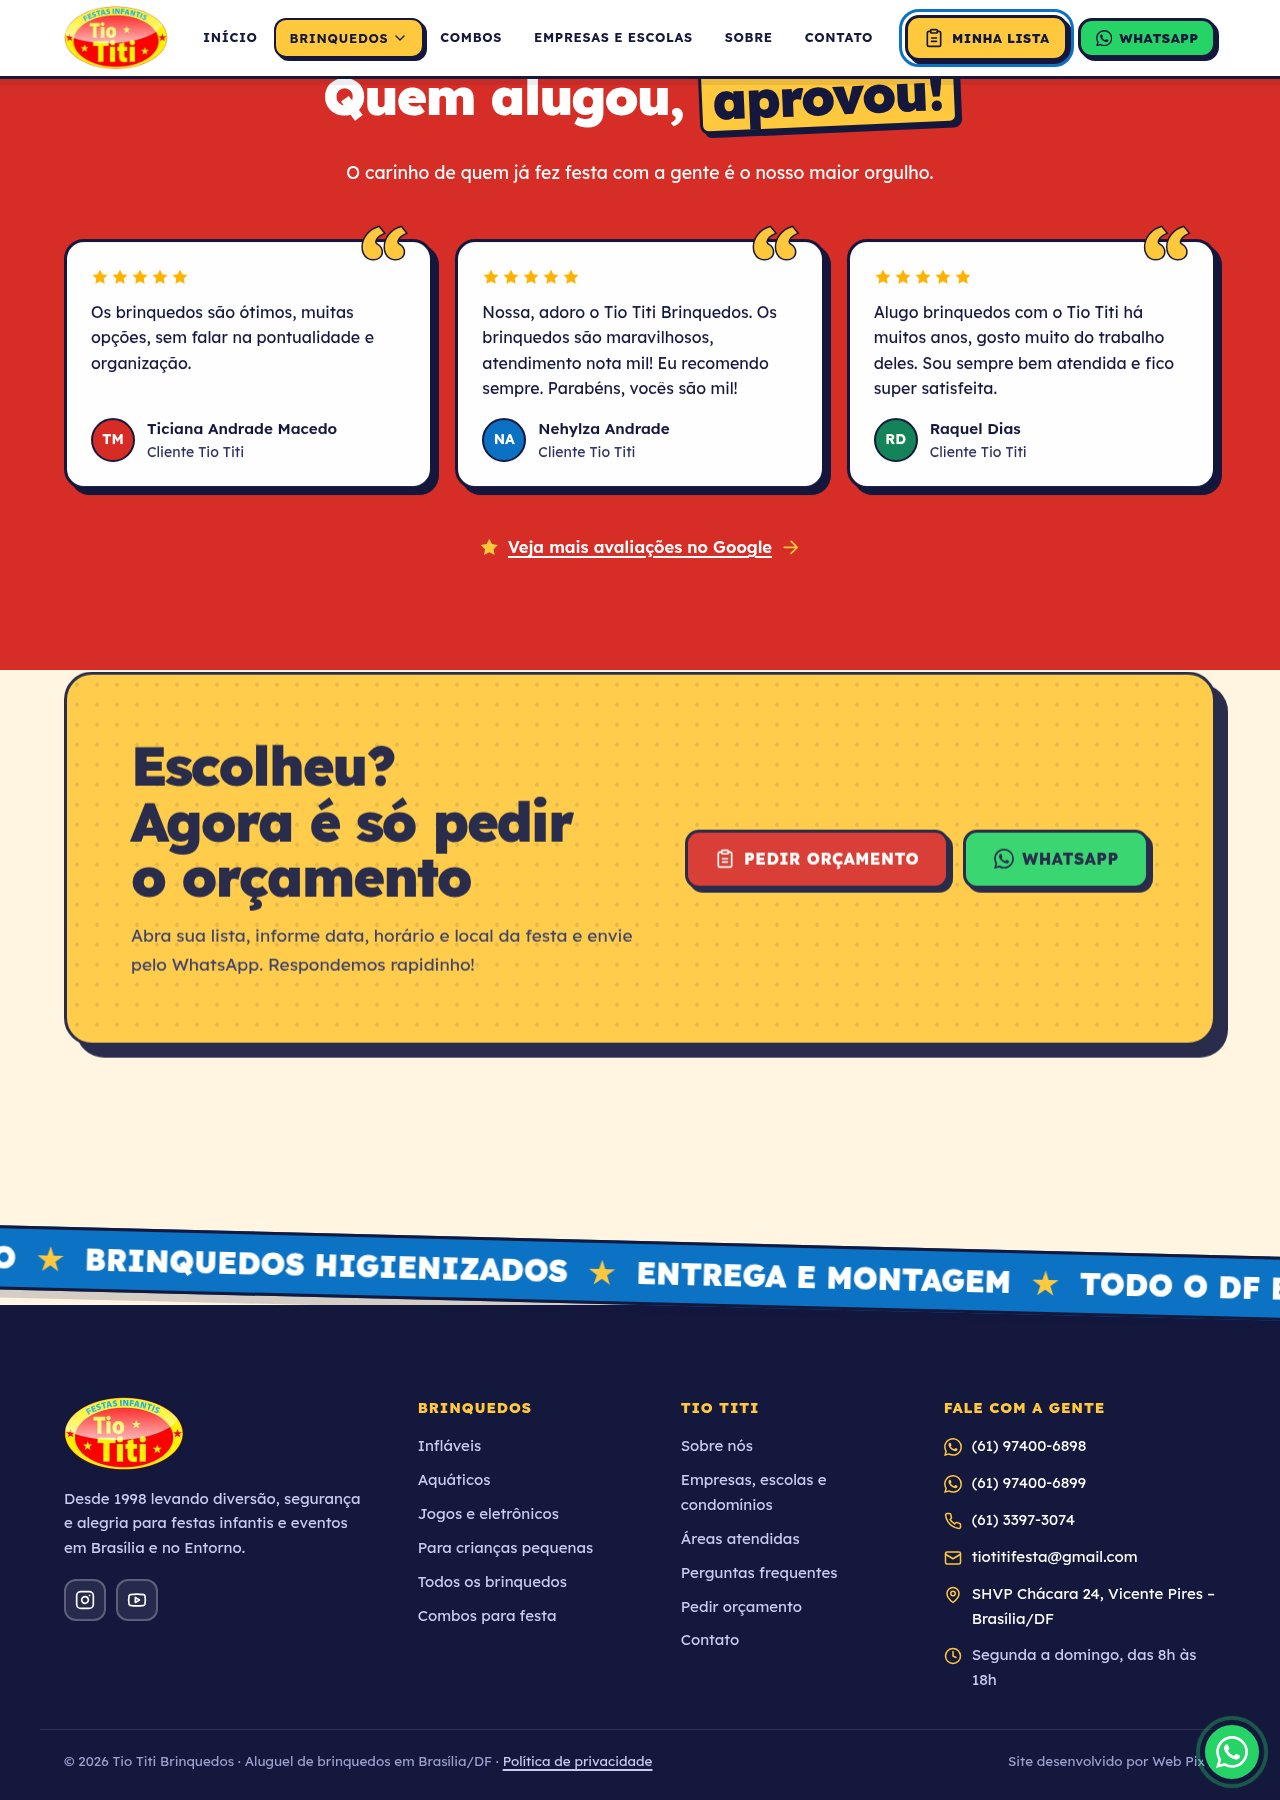 FESTAS INFANTIS
Tio
Titi
INÍCIO
BRINQUEDOS
COMBOS
EMPRESAS E ESCOLAS
SOBRE
CONTATO
MINHA LISTA
WHATSAPP
Quem alugou, aprovou!
O carinho de quem já fez festa com a gente é o nosso maior orgulho.
Os brinquedos são ótimos, muitas
opções, sem falar na pontualidade e
organização.
TM
Ticiana Andrade Macedo
Cliente Tio Titi
Nossa, adoro o Tio Titi Brinquedos. Os
brinquedos são maravilhosos,
atendimento nota mil! Eu recomendo
sempre. Parabéns, vocês são mil!
NA
Nehylza Andrade
Cliente Tio Titi
Alugo brinquedos com o Tio Titi há
muitos anos, gosto muito do trabalho
deles. Sou sempre bem atendida e fico
super satisfeita.
RD
Raquel Dias
Cliente Tio Titi
Veja mais avaliações no Google
Escolheu?
Agora é só pedir
o orçamento
Abra sua lista, informe data, horário e local da festa e envie
pelo WhatsApp. Respondemos rapidinho!
PEDIR ORÇAMENTO
WHATSAPP
O ★ BRINQUEDOS HIGIENIZADOS ★ ENTREGA E MONTAGEM ★ TODO O DF E
FESTAS INFANTIS
Tio
Titi
Desde 1998 levando diversão, segurança
e alegria para festas infantis e eventos
em Brasília e no Entorno.
BRINQUEDOS
Infláveis
Aquáticos
Jogos e eletrônicos
Para crianças pequenas
Todos os brinquedos
Combos para festa
TIO TITI
Sobre nós
Empresas, escolas e
condomínios
Áreas atendidas
Perguntas frequentes
Pedir orçamento
Contato
FALE COM A GENTE
(61) 97400-6898
(61) 97400-6899
(61) 3397-3074
tiotitifesta@gmail.com
SHVP Chácara 24, Vicente Pires –
Brasília/DF
Segunda a domingo, das 8h às
18h
© 2026 Tio Titi Brinquedos · Aluguel de brinquedos em Brasília/DF · Política de privacidade
Site desenvolvido por Web